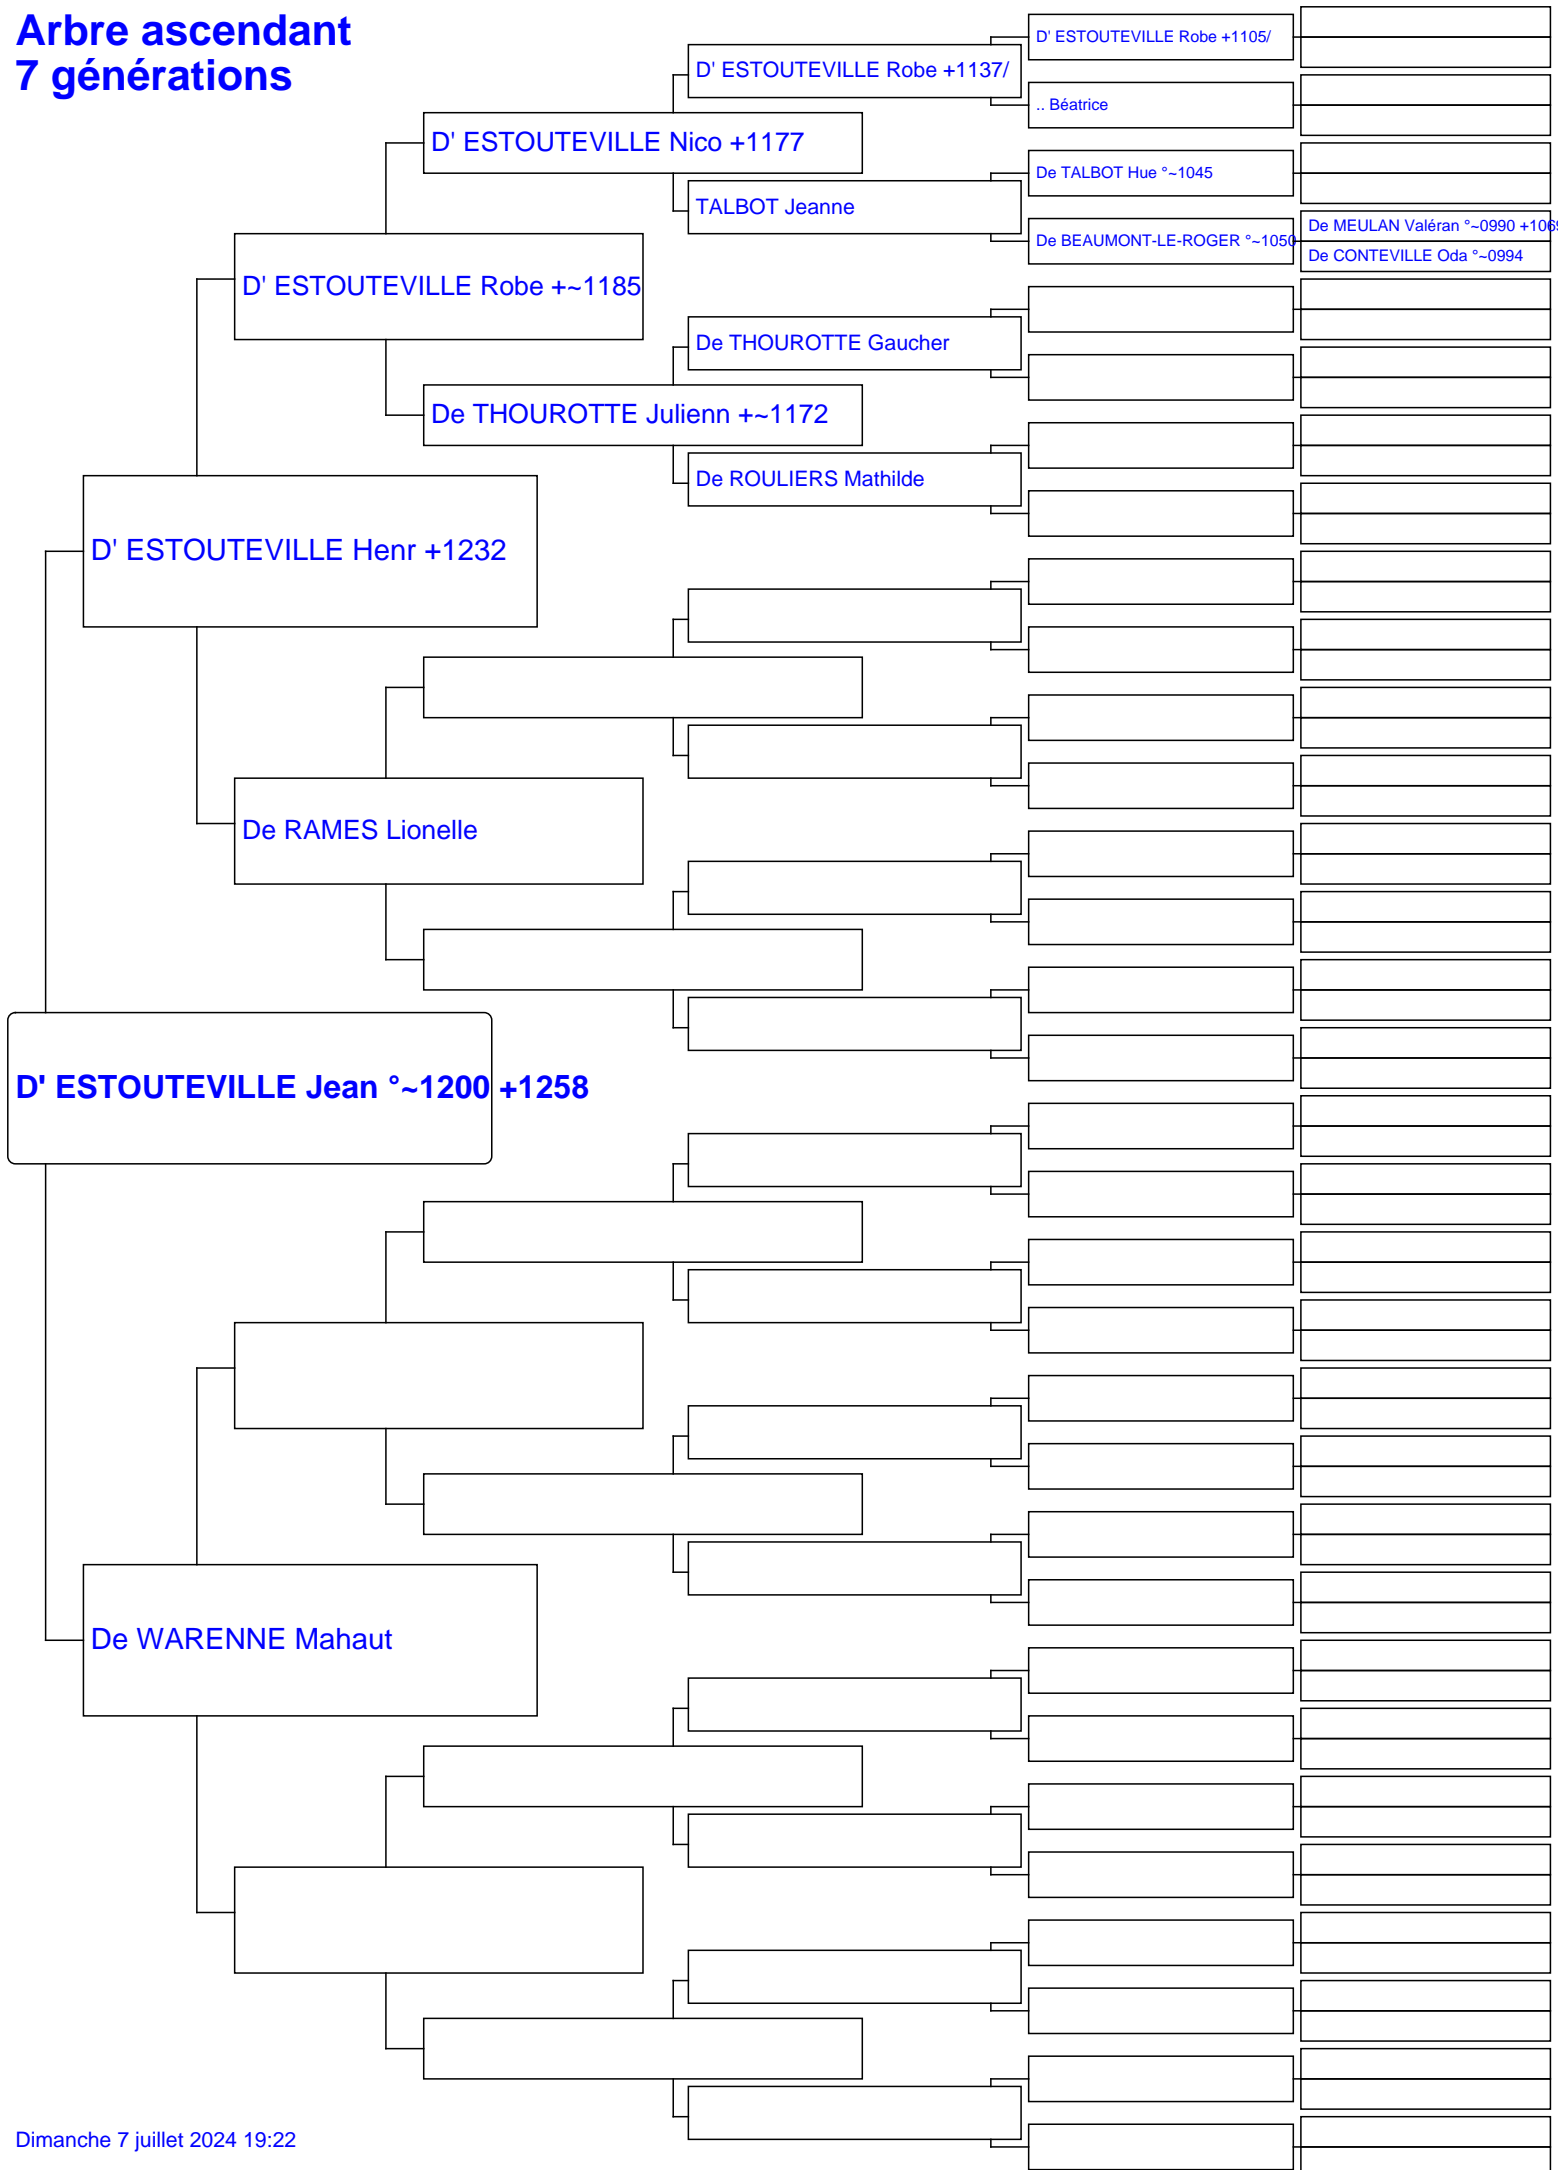 Arbre ascendant
7 générations
D' ESTOUTEVILLE Robe +1105/
D' ESTOUTEVILLE Robe +1137/
.. Béatrice
D' ESTOUTEVILLE Nico +1177
De TALBOT Hue °~1045
TALBOT Jeanne
De MEULAN Valéran °~0990 +1069
De BEAUMONT-LE-ROGER °~1050
De CONTEVILLE Oda °~0994
D' ESTOUTEVILLE Robe +~1185
De THOUROTTE Gaucher
De THOUROTTE Julienn +~1172
De ROULIERS Mathilde
D' ESTOUTEVILLE Henr +1232
De RAMES Lionelle
D' ESTOUTEVILLE Jean °~1200 +1258
De WARENNE Mahaut
Dimanche 7 juillet 2024 19:22